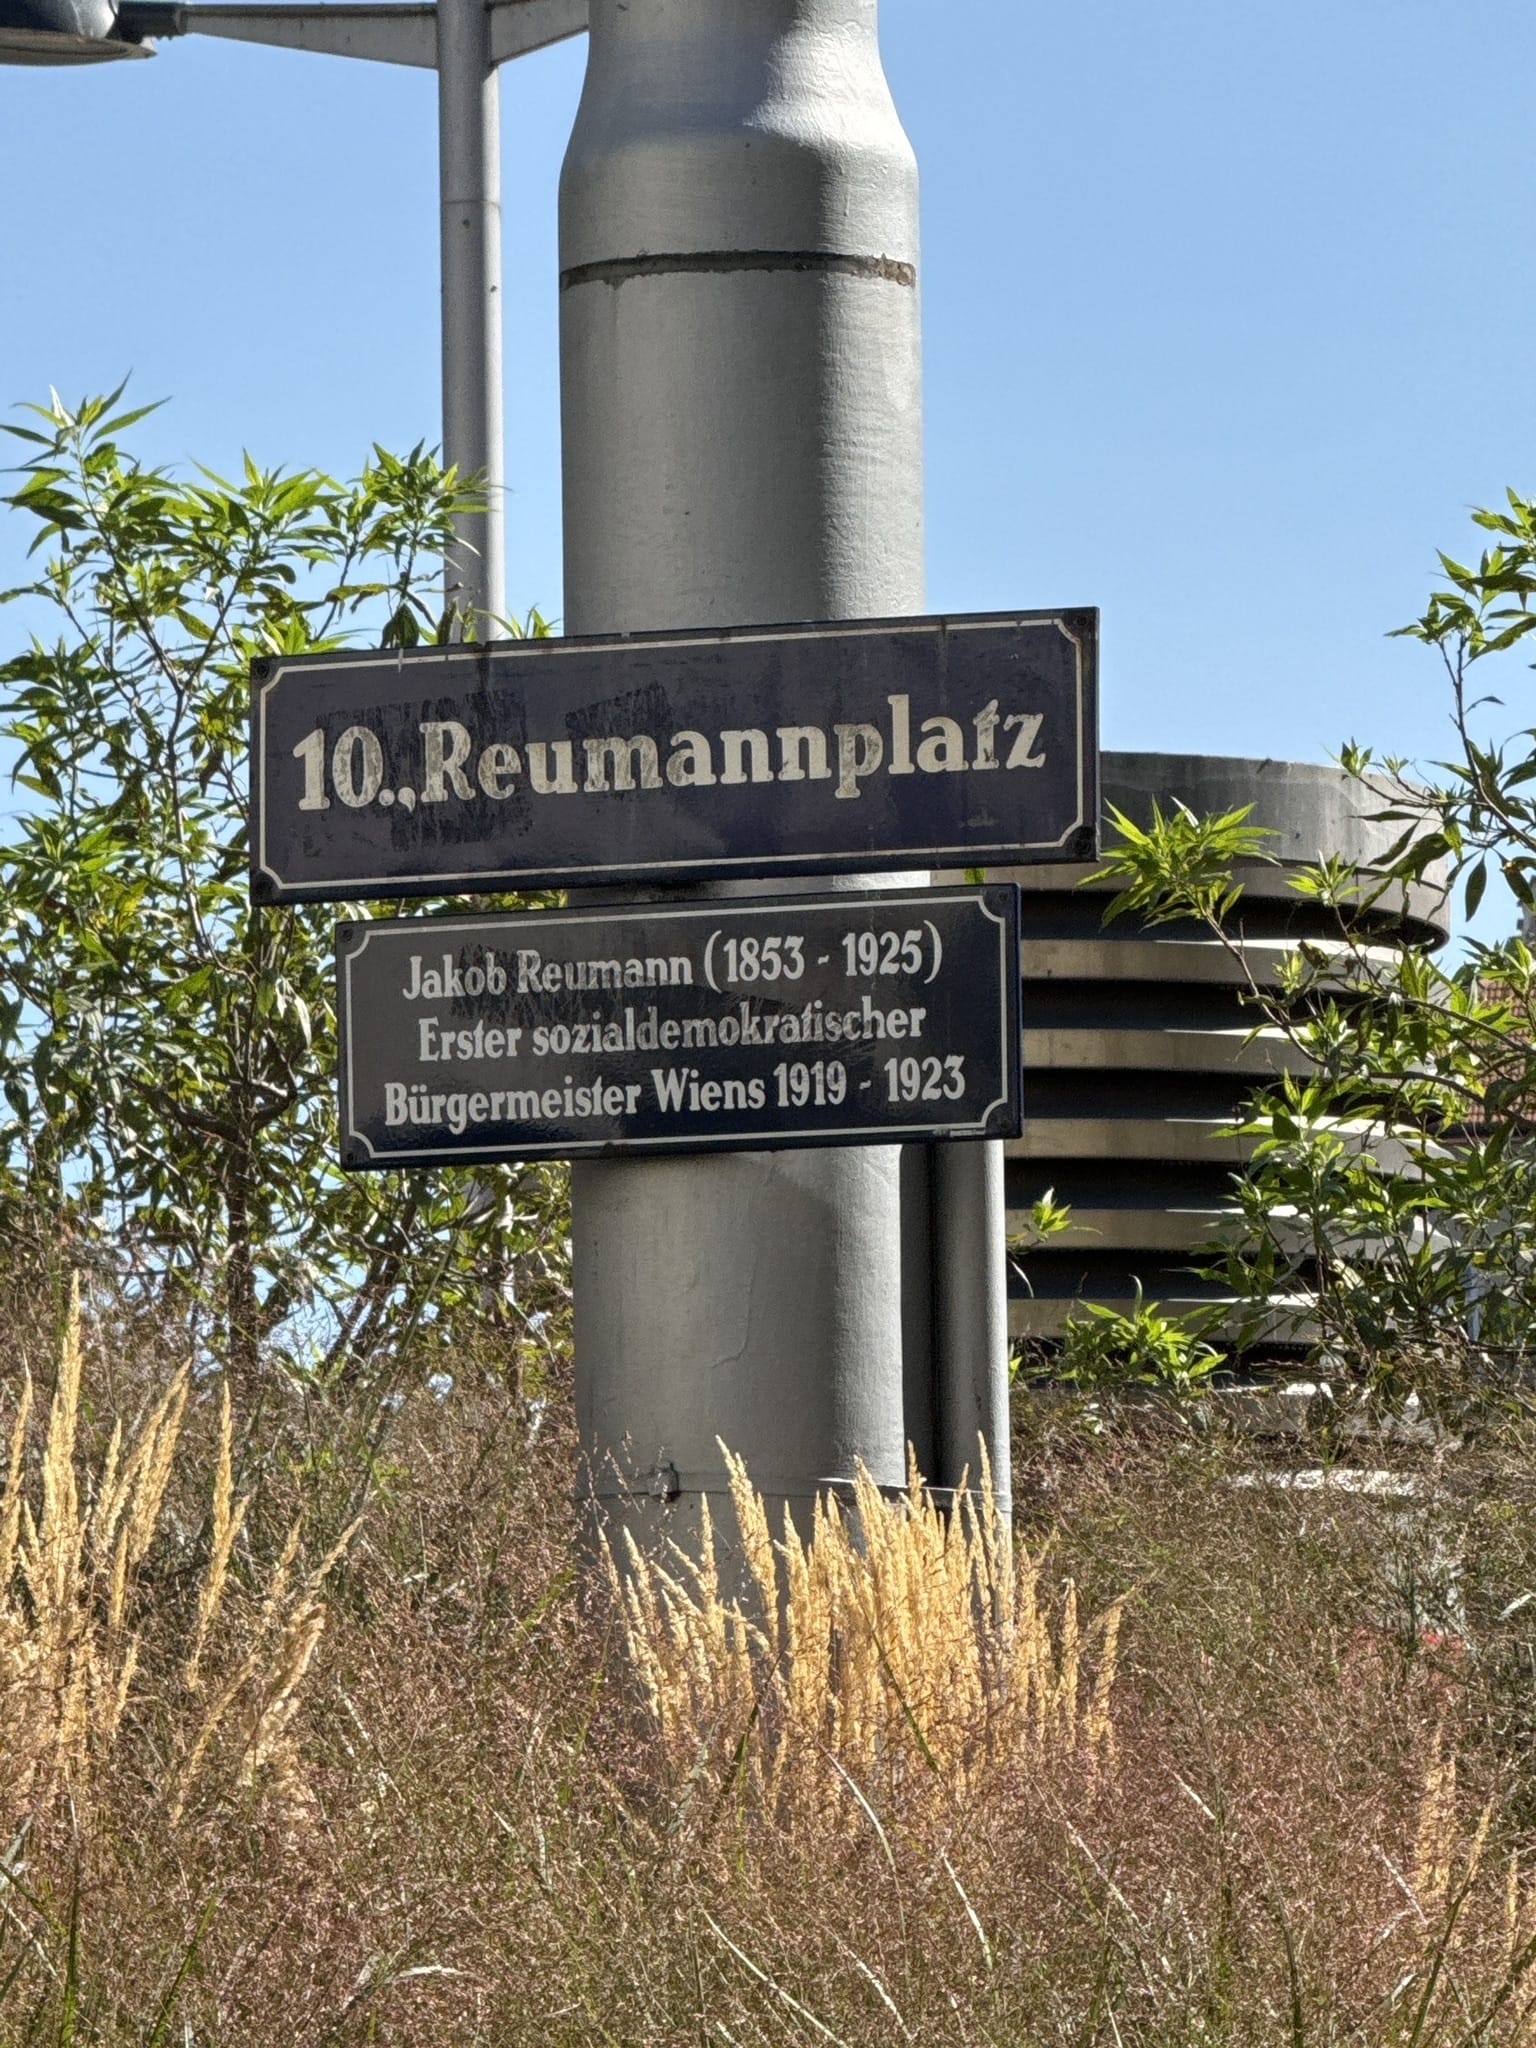 10., Reumannplatz
Jakob Reumann (1853 - 1925)
Erster sozialdemokratischer
Bürgermeister Wiens 1919 - 1923